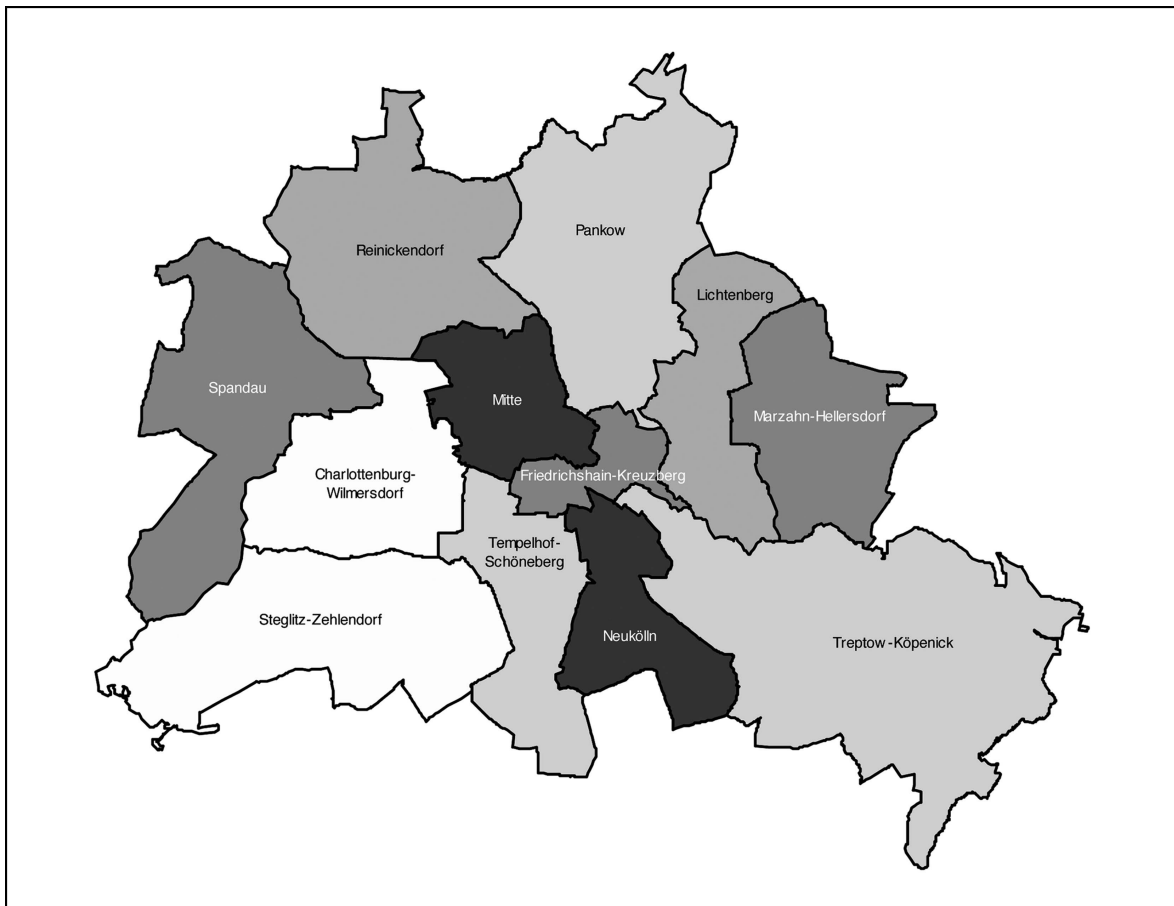 Pankow
Reinickendorf
Lichtenberg
Spandau
Mitte
Marzahn-Hellersdorf
Charlottenburg-
Wilmersdorf
Friedrichshain-Kreuzberg
Tempelhof-
Schöneberg
Steglitz-Zehlendorf
Neukölln
Treptow-Köpenick